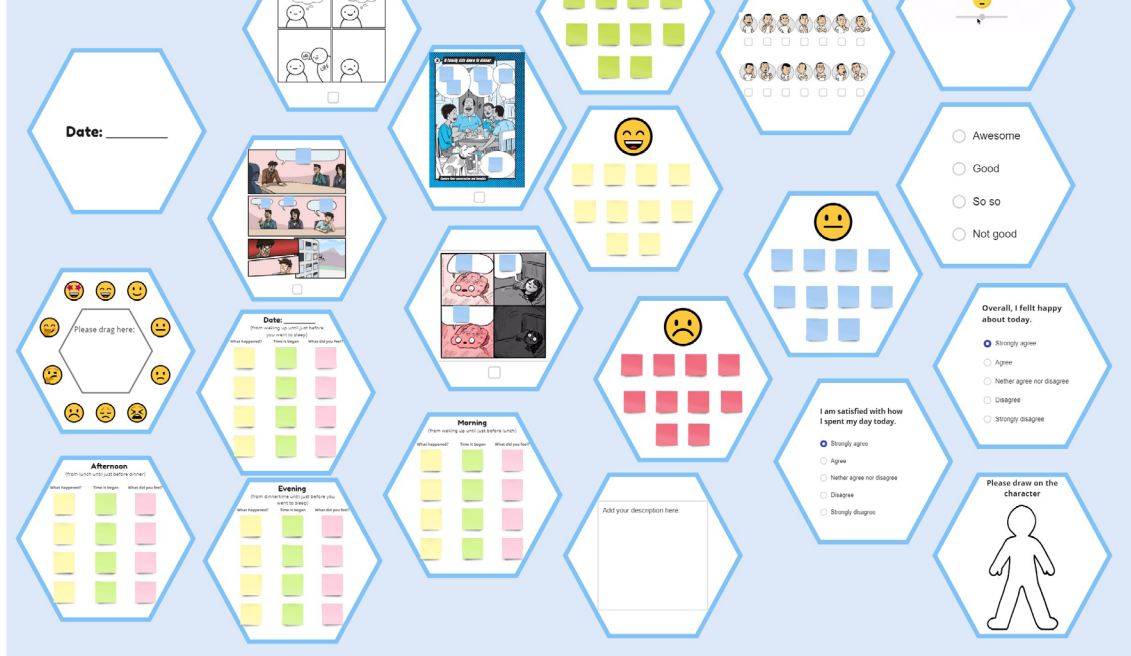 Date: __________
A family sits down to dinner.
Awesome
Good
So so
Not good
Please drag here:
Date: ________
(from waking up until just before
you went to sleep)
What happened? Time it began What did you feel?
Overall, I fellt happy
about today.
Strongly agree
Agree
Nether agree nor disagree
Disagree
Strongly disagree
I am satisfied with how
I spent my day today.
Strongly agree
Agree
Nether agree nor disagree
Disagree
Strongly disagree
Morning
(from waking up until just before lunch)
What happened? Time it began What did you feel?
Afternoon
(from lunch until just before dinner)
What happened? Time it began What did you feel?
Evening
(from dinnertime until just before you
went to sleep)
What happened? Time it began What did you feel?
Add your description here:
Please draw on the
character